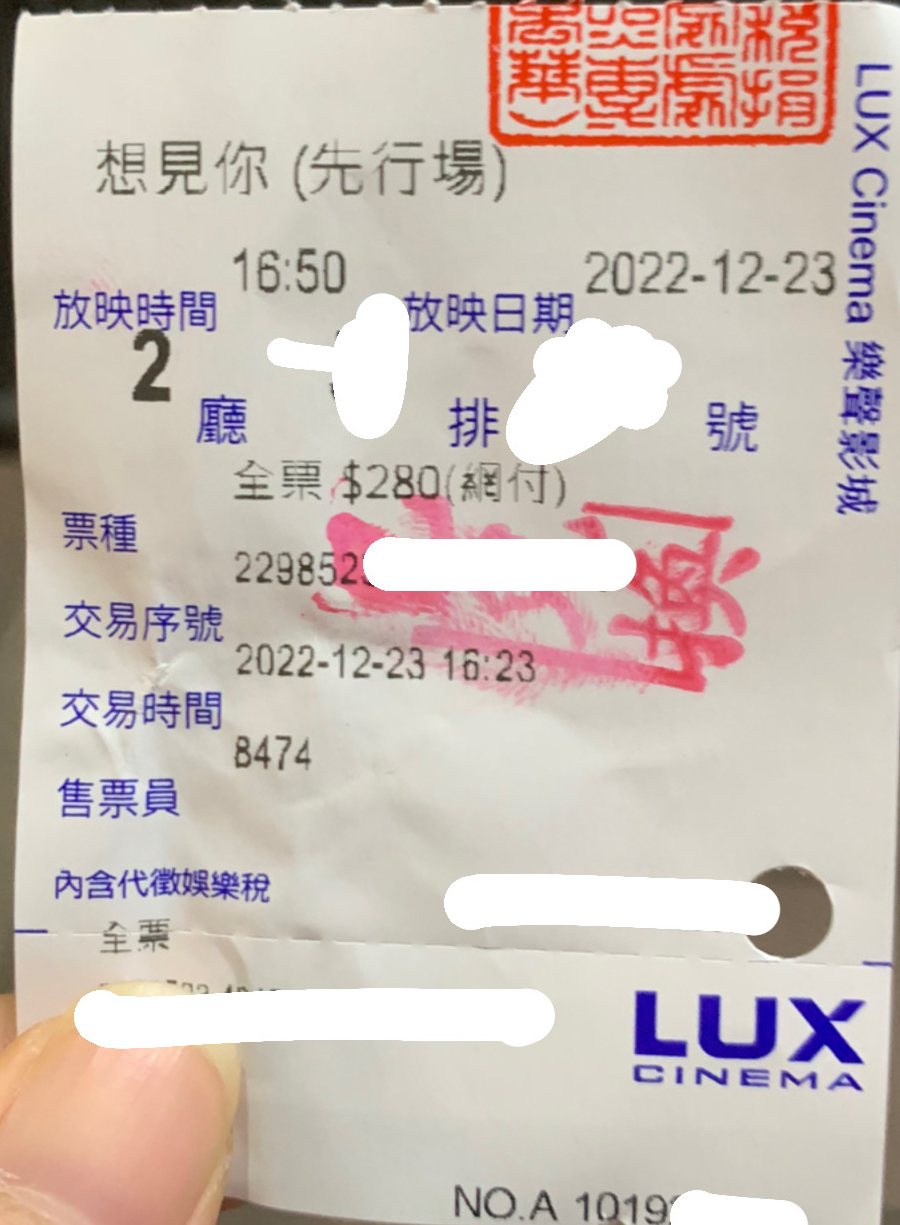 想見你 (先行場)
16:50 2022-12-23
放映時間 放映日期
2
廳 排 號
全票 $280(網付)
票種
229852
交易序號
2022-12-23 16:23
交易時間
8474
售票員
內含代徵娛樂稅
全票
LUX
CINEMA
NO.A 10192
LUX Cinema 樂聲影城